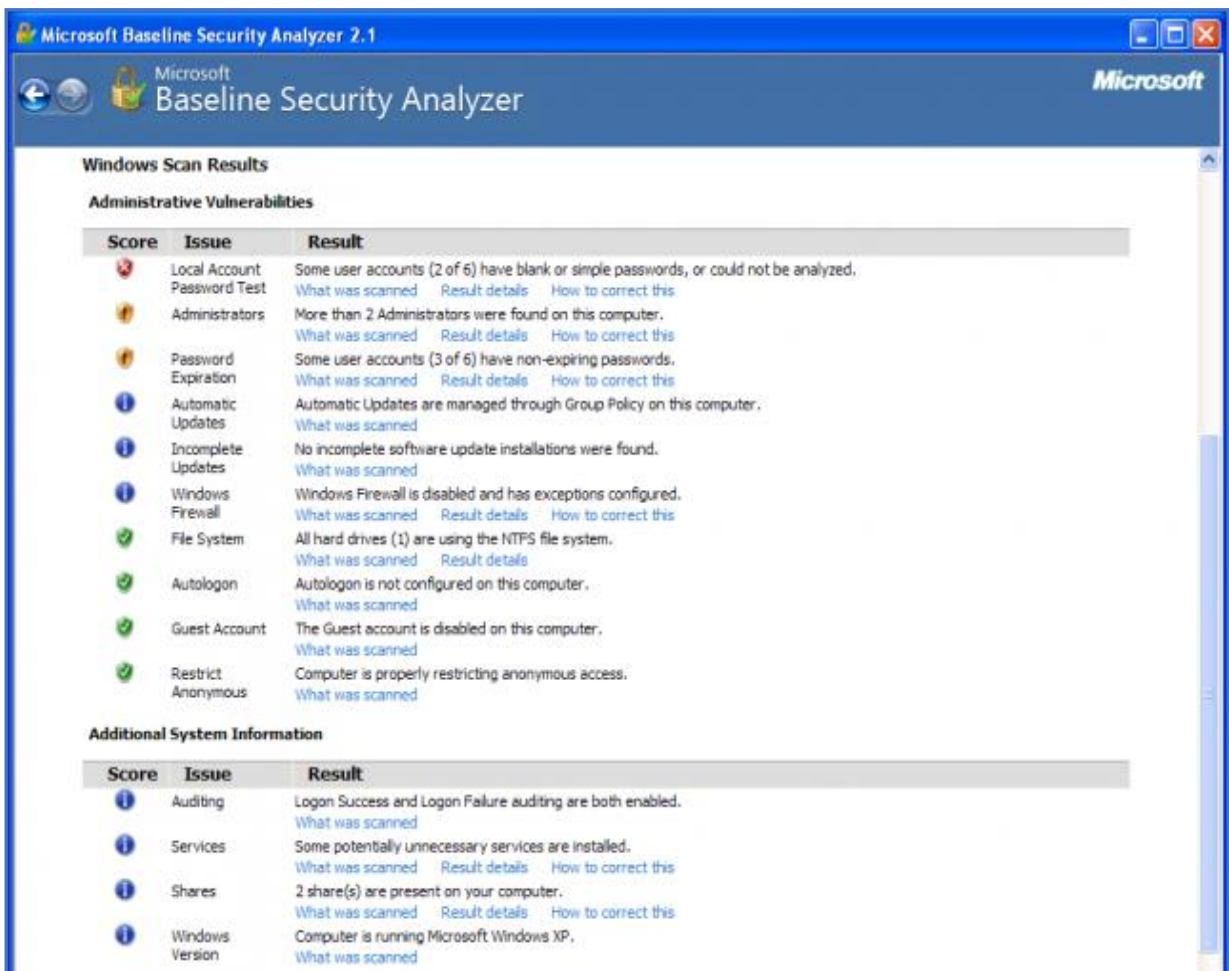 Microsoft Baseline Security Analyzer 2.1
Microsoft
Baseline Security Analyzer
Microsoft
Windows Scan Results
Administrative Vulnerabilities
Score Issue Result
Local Account Password Test Some user accounts (2 of 6) have blank or simple passwords, or could not be analyzed.
What was scanned Result details How to correct this
Administrators More than 2 Administrators were found on this computer.
What was scanned Result details How to correct this
Password Expiration Some user accounts (3 of 6) have non-expiring passwords.
What was scanned Result details How to correct this
Automatic Updates Automatic Updates are managed through Group Policy on this computer.
What was scanned
Incomplete Updates No incomplete software update installations were found.
What was scanned
Windows Firewall Windows Firewall is disabled and has exceptions configured.
What was scanned Result details How to correct this
File System All hard drives (1) are using the NTFS file system.
What was scanned Result details
Autologon Autologon is not configured on this computer.
What was scanned
Guest Account The Guest account is disabled on this computer.
What was scanned
Restrict Anonymous Computer is properly restricting anonymous access.
What was scanned
Additional System Information
Score Issue Result
Auditing Logon Success and Logon Failure auditing are both enabled.
What was scanned
Services Some potentially unnecessary services are installed.
What was scanned Result details How to correct this
Shares 2 share(s) are present on your computer.
What was scanned Result details How to correct this
Windows Version Computer is running Microsoft Windows XP.
What was scanned